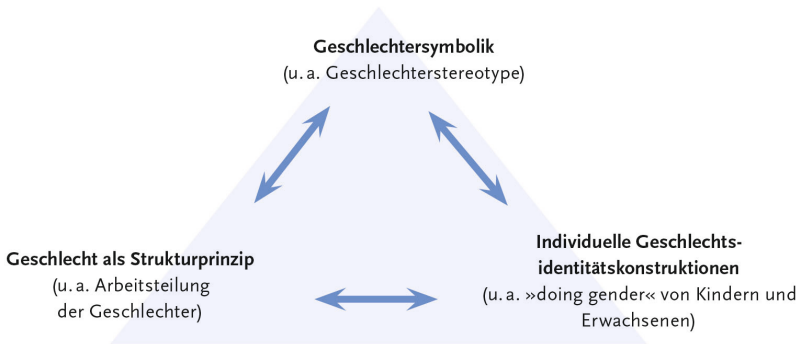 Geschlechtersymbolik
(u. a. Geschlechterstereotype)
Geschlecht als Strukturprinzip
(u. a. Arbeitsteilung
der Geschlechter)
Individuelle Geschlechts-
identitätskonstruktionen
(u. a. »doing gender« von Kindern und
Erwachsenen)